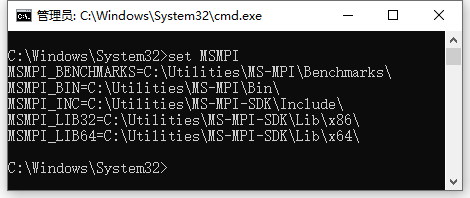 管理员: C:\Windows\System32\cmd.exe
C:\Windows\System32>set MSMPI
MSMPI_BENCHMARKS=C:\Utilities\MS-MPI\Benchmarks\
MSMPI_BIN=C:\Utilities\MS-MPI\Bin\
MSMPI_INC=C:\Utilities\MS-MPI-SDK\Include\
MSMPI_LIB32=C:\Utilities\MS-MPI-SDK\Lib\x86\
MSMPI_LIB64=C:\Utilities\MS-MPI-SDK\Lib\x64\
C:\Windows\System32>